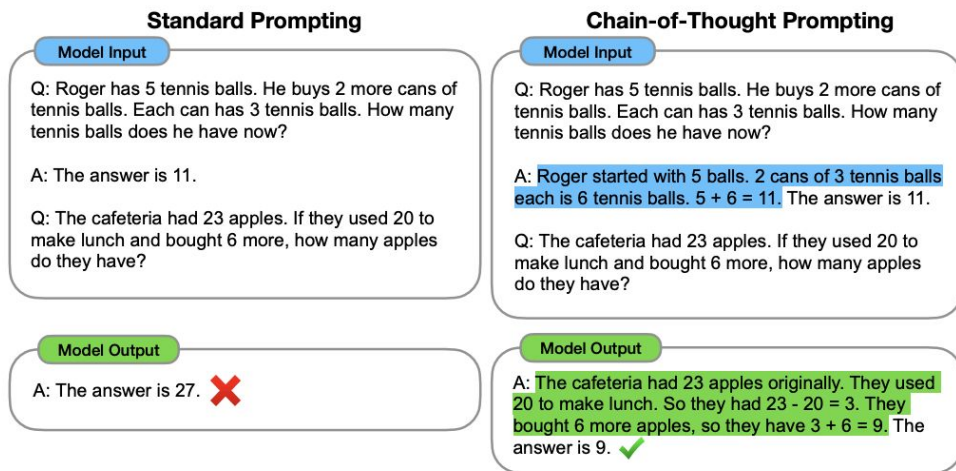 Standard Prompting
Model Input
Q: Roger has 5 tennis balls. He buys 2 more cans of
tennis balls. Each can has 3 tennis balls. How many
tennis balls does he have now?
A: The answer is 11.
Q: The cafeteria had 23 apples. If they used 20 to
make lunch and bought 6 more, how many apples
do they have?
Model Output
A: The answer is 27.
Chain-of-Thought Prompting
Model Input
Q: Roger has 5 tennis balls. He buys 2 more cans of
tennis balls. Each can has 3 tennis balls. How many
tennis balls does he have now?
A: Roger started with 5 balls. 2 cans of 3 tennis balls
each is 6 tennis balls. 5 + 6 = 11. The answer is 11.
Q: The cafeteria had 23 apples. If they used 20 to
make lunch and bought 6 more, how many apples
do they have?
Model Output
A: The cafeteria had 23 apples originally. They used
20 to make lunch. So they had 23 - 20 = 3. They
bought 6 more apples, so they have 3 + 6 = 9. The
answer is 9.